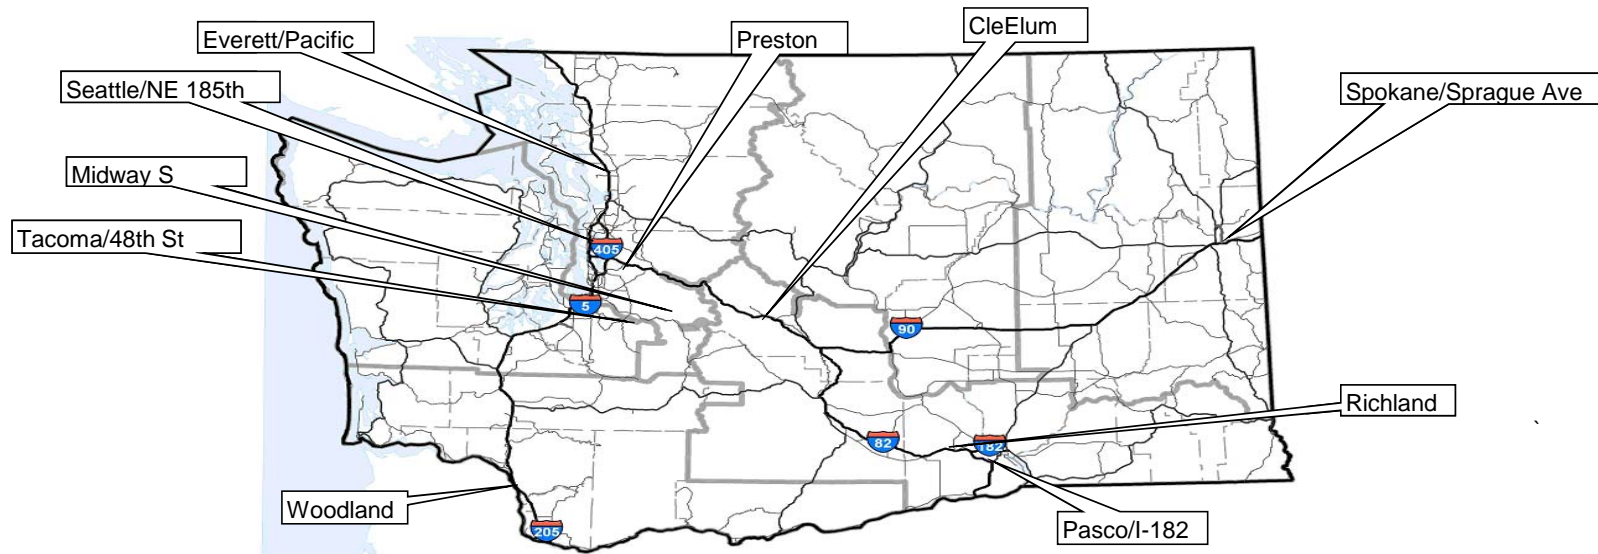 CleElum
Everett/Pacific
Preston
Seattle/NE 185th
Spokane/Sprague Ave
Midway S
Tacoma/48th St
405
5
90
Richland
82
182
Woodland
205
Pasco/I-182
`